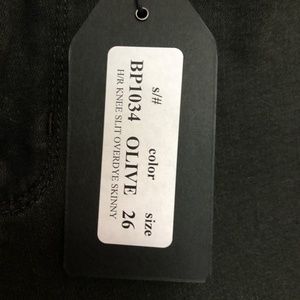 s/# color size
BP1034 OLIVE 26
H/R KNEE SLIT OVERDYE SKINNY